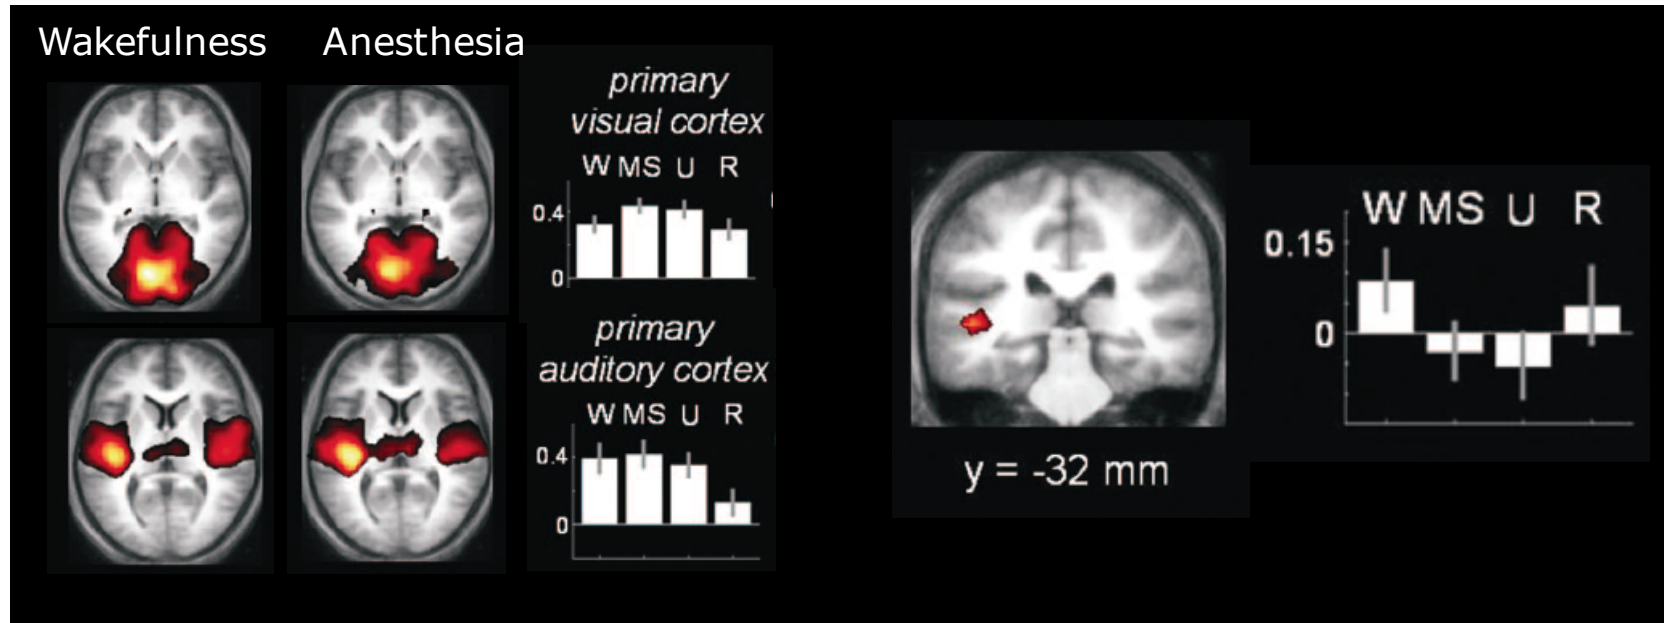 Wakefulness
Anesthesia
primary
visual cortex
W MS U R
0.4
0
primary
auditory cortex
W MS U R
0.4
0
y = -32 mm
W MS U R
0.15
0